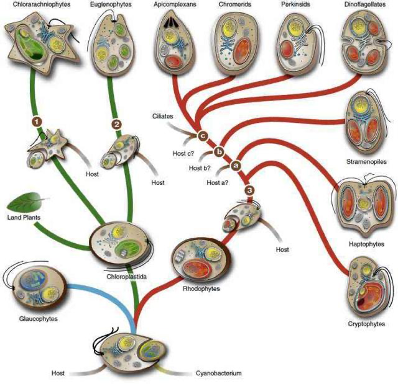 Chlorarachniophytes Euglenophytes Apicomplexans Chromerids Perkinsids Dinoflagellates
Ciliates
1 2 c
Host c?
b
Host b? a
Host a?
Stramenopiles
Host
Host
3
Land Plants
Host
Haptophytes
Chloroplastida
Rhodophytes
Glaucophytes
Cryptophytes
Host Cyanobacterium